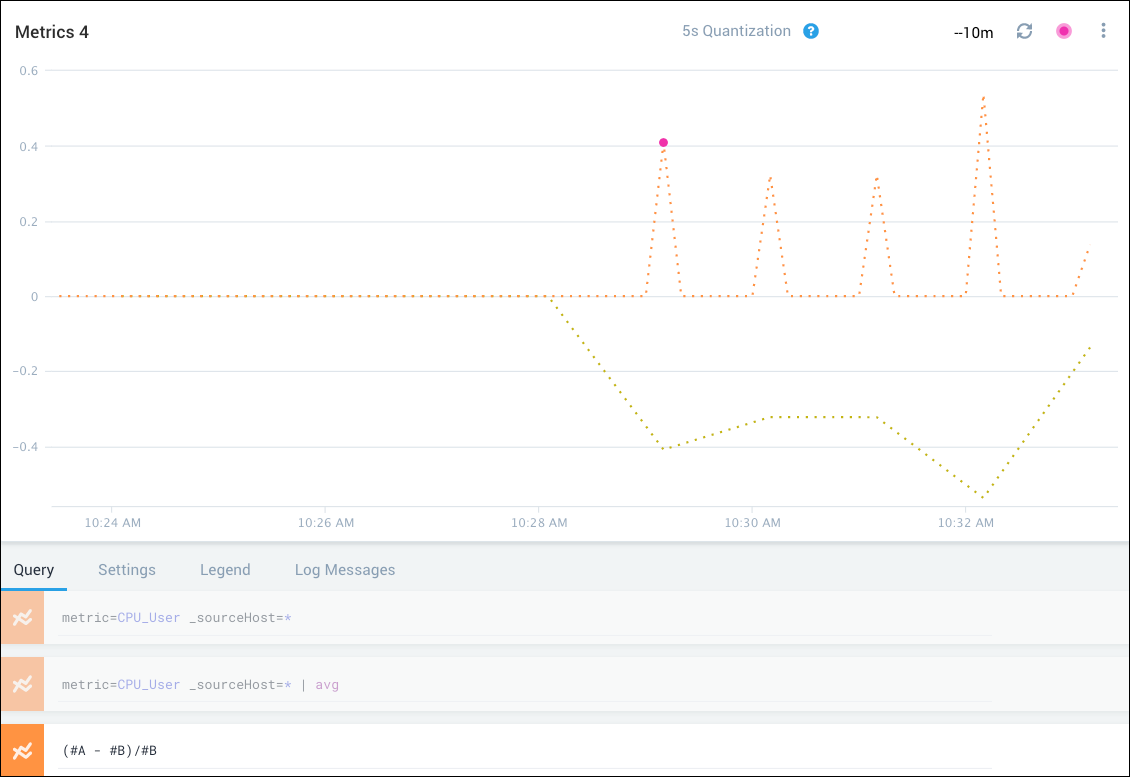 Metrics 4
5s Quantization ?
--10m
0.6
0.4
0.2
0
−0.2
−0.4
10:24 AM 10:26 AM 10:28 AM 10:30 AM 10:32 AM
Query Settings Legend Log Messages
metric=CPU_User _sourceHost=*
metric=CPU_User _sourceHost=* | avg
(#A - #B)/#B